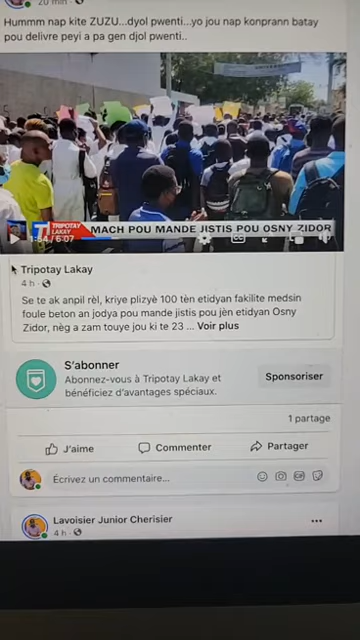 20 min
Hummm nap kite ZUZU...dyol pwenti...yo jou nap konprann batay
pou delivre peyi a pa gen djol pwenti..
TRIPOTAY
LAKAY
MACH POU MANDE JISTIS POU OSNY ZIDOR
1:54 / 6:07
Tripotay Lakay
4 h ·
Se te ak anpil rèl, kriye plizyè 100 tèn etidyan fakilite medsin
foule beton an jodya pou mande jistis pou jèn etidyan Osny
Zidor, nèg a zam touye jou ki te 23 ... Voir plus
S'abonner
Abonnez-vous à Tripotay Lakay et
bénéficiez d'avantages spéciaux.
Sponsoriser
1 partage
J'aime
Commenter
Partager
Écrivez un commentaire...
GIF
Lavoisier Junior Cherisier
4 h ·